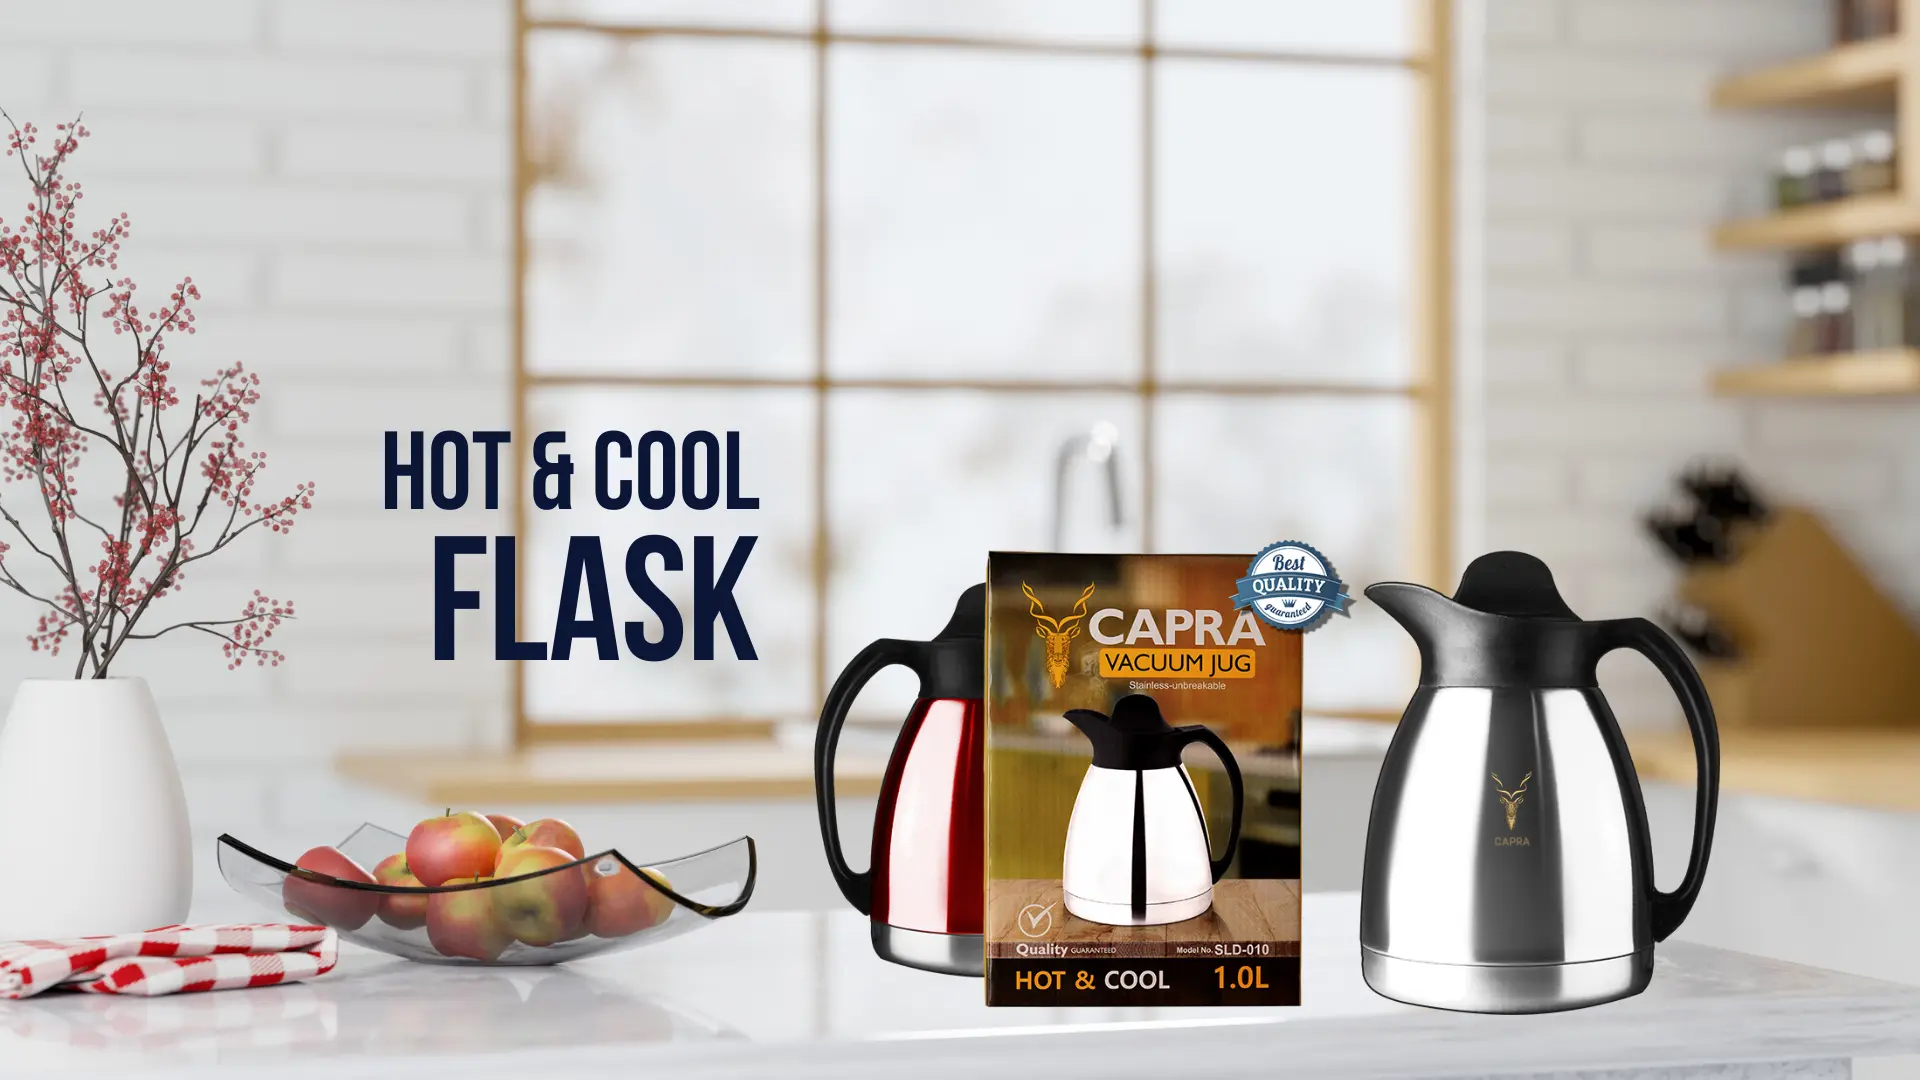 HOT & COOL
FLASK
Best
QUALITY
guaranteed
CAPRA
VACUUM JUG
Stainless-unbreakable
Quality GUARANTEED
Model No. SLD-010
HOT & COOL 1.0L
CAPRA